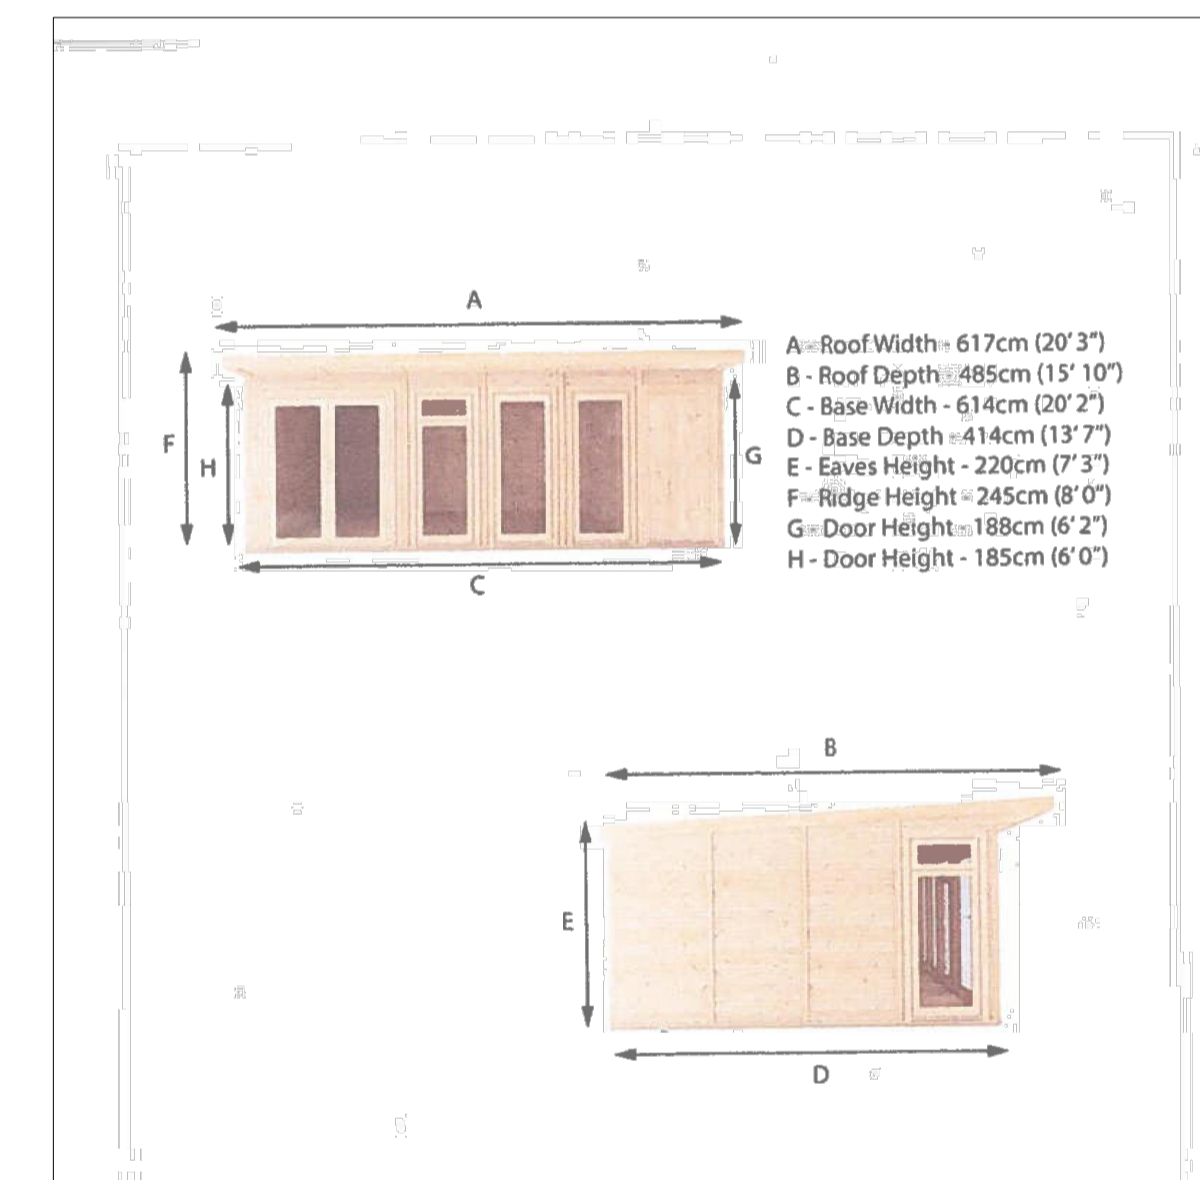 A
A - Roof Width - 617cm (20' 3")
B - Roof Depth - 485cm (15' 10")
C - Base Width - 614cm (20' 2")
D - Base Depth - 414cm (13' 7")
E - Eaves Height - 220cm (7' 3")
F - Ridge Height - 245cm (8' 0")
G - Door Height - 188cm (6' 2")
H - Door Height - 185cm (6' 0")
F
H
G
C
B
E
D